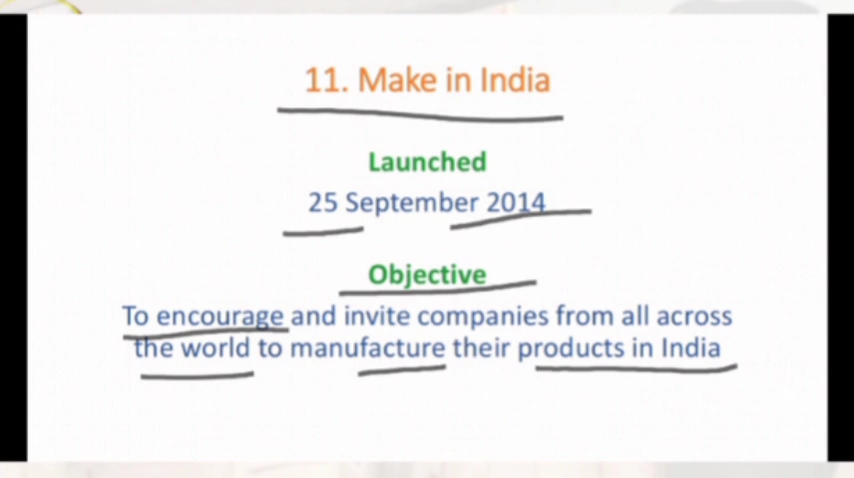 11. Make in India
Launched
25 September 2014
Objective
To encourage and invite companies from all across
the world to manufacture their products in India